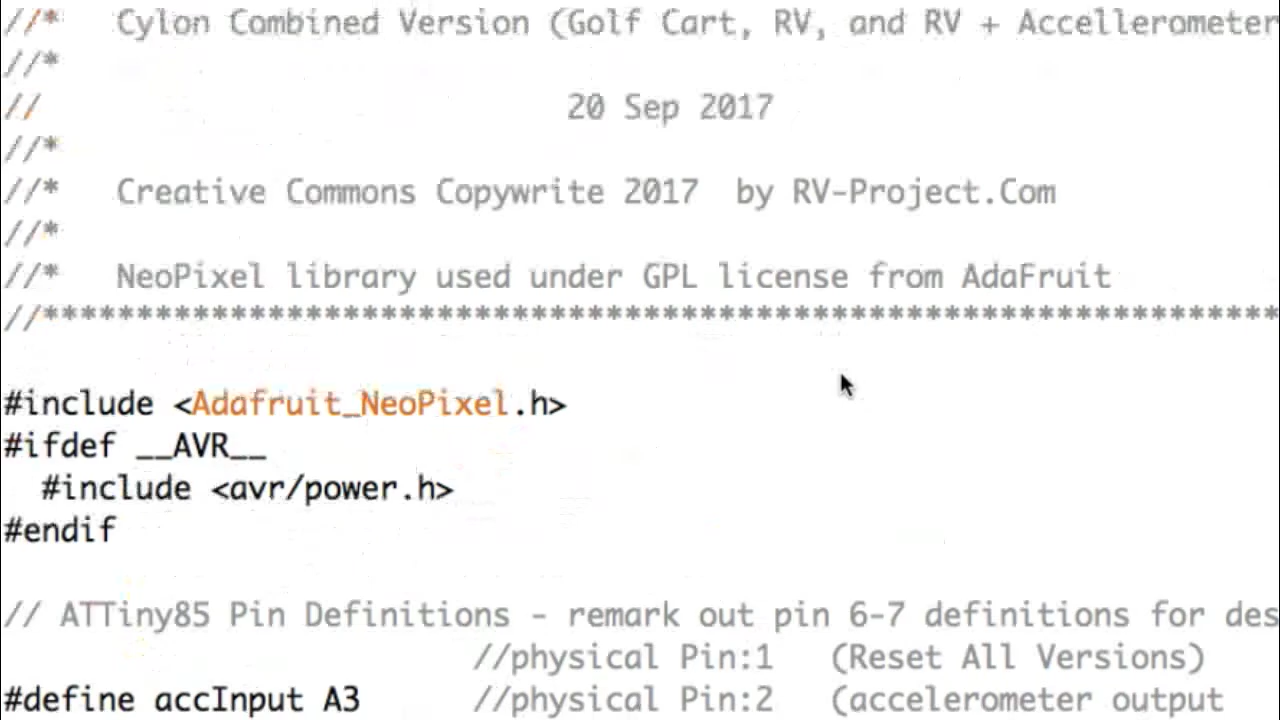 //*   Cylon Combined Version (Golf Cart, RV, and RV + Accellerometer
//*
//                            20 Sep 2017
//*
//*   Creative Commons Copywrite 2017  by RV-Project.Com
//*
//*   NeoPixel library used under GPL license from AdaFruit
//******************************************************************
#include <Adafruit_NeoPixel.h>
#ifdef __AVR__
  #include <avr/power.h>
#endif
// ATTiny85 Pin Definitions - remark out pin 6-7 definitions for des
                         //physical Pin:1   (Reset All Versions)
#define accInput A3      //physical Pin:2   (accelerometer output